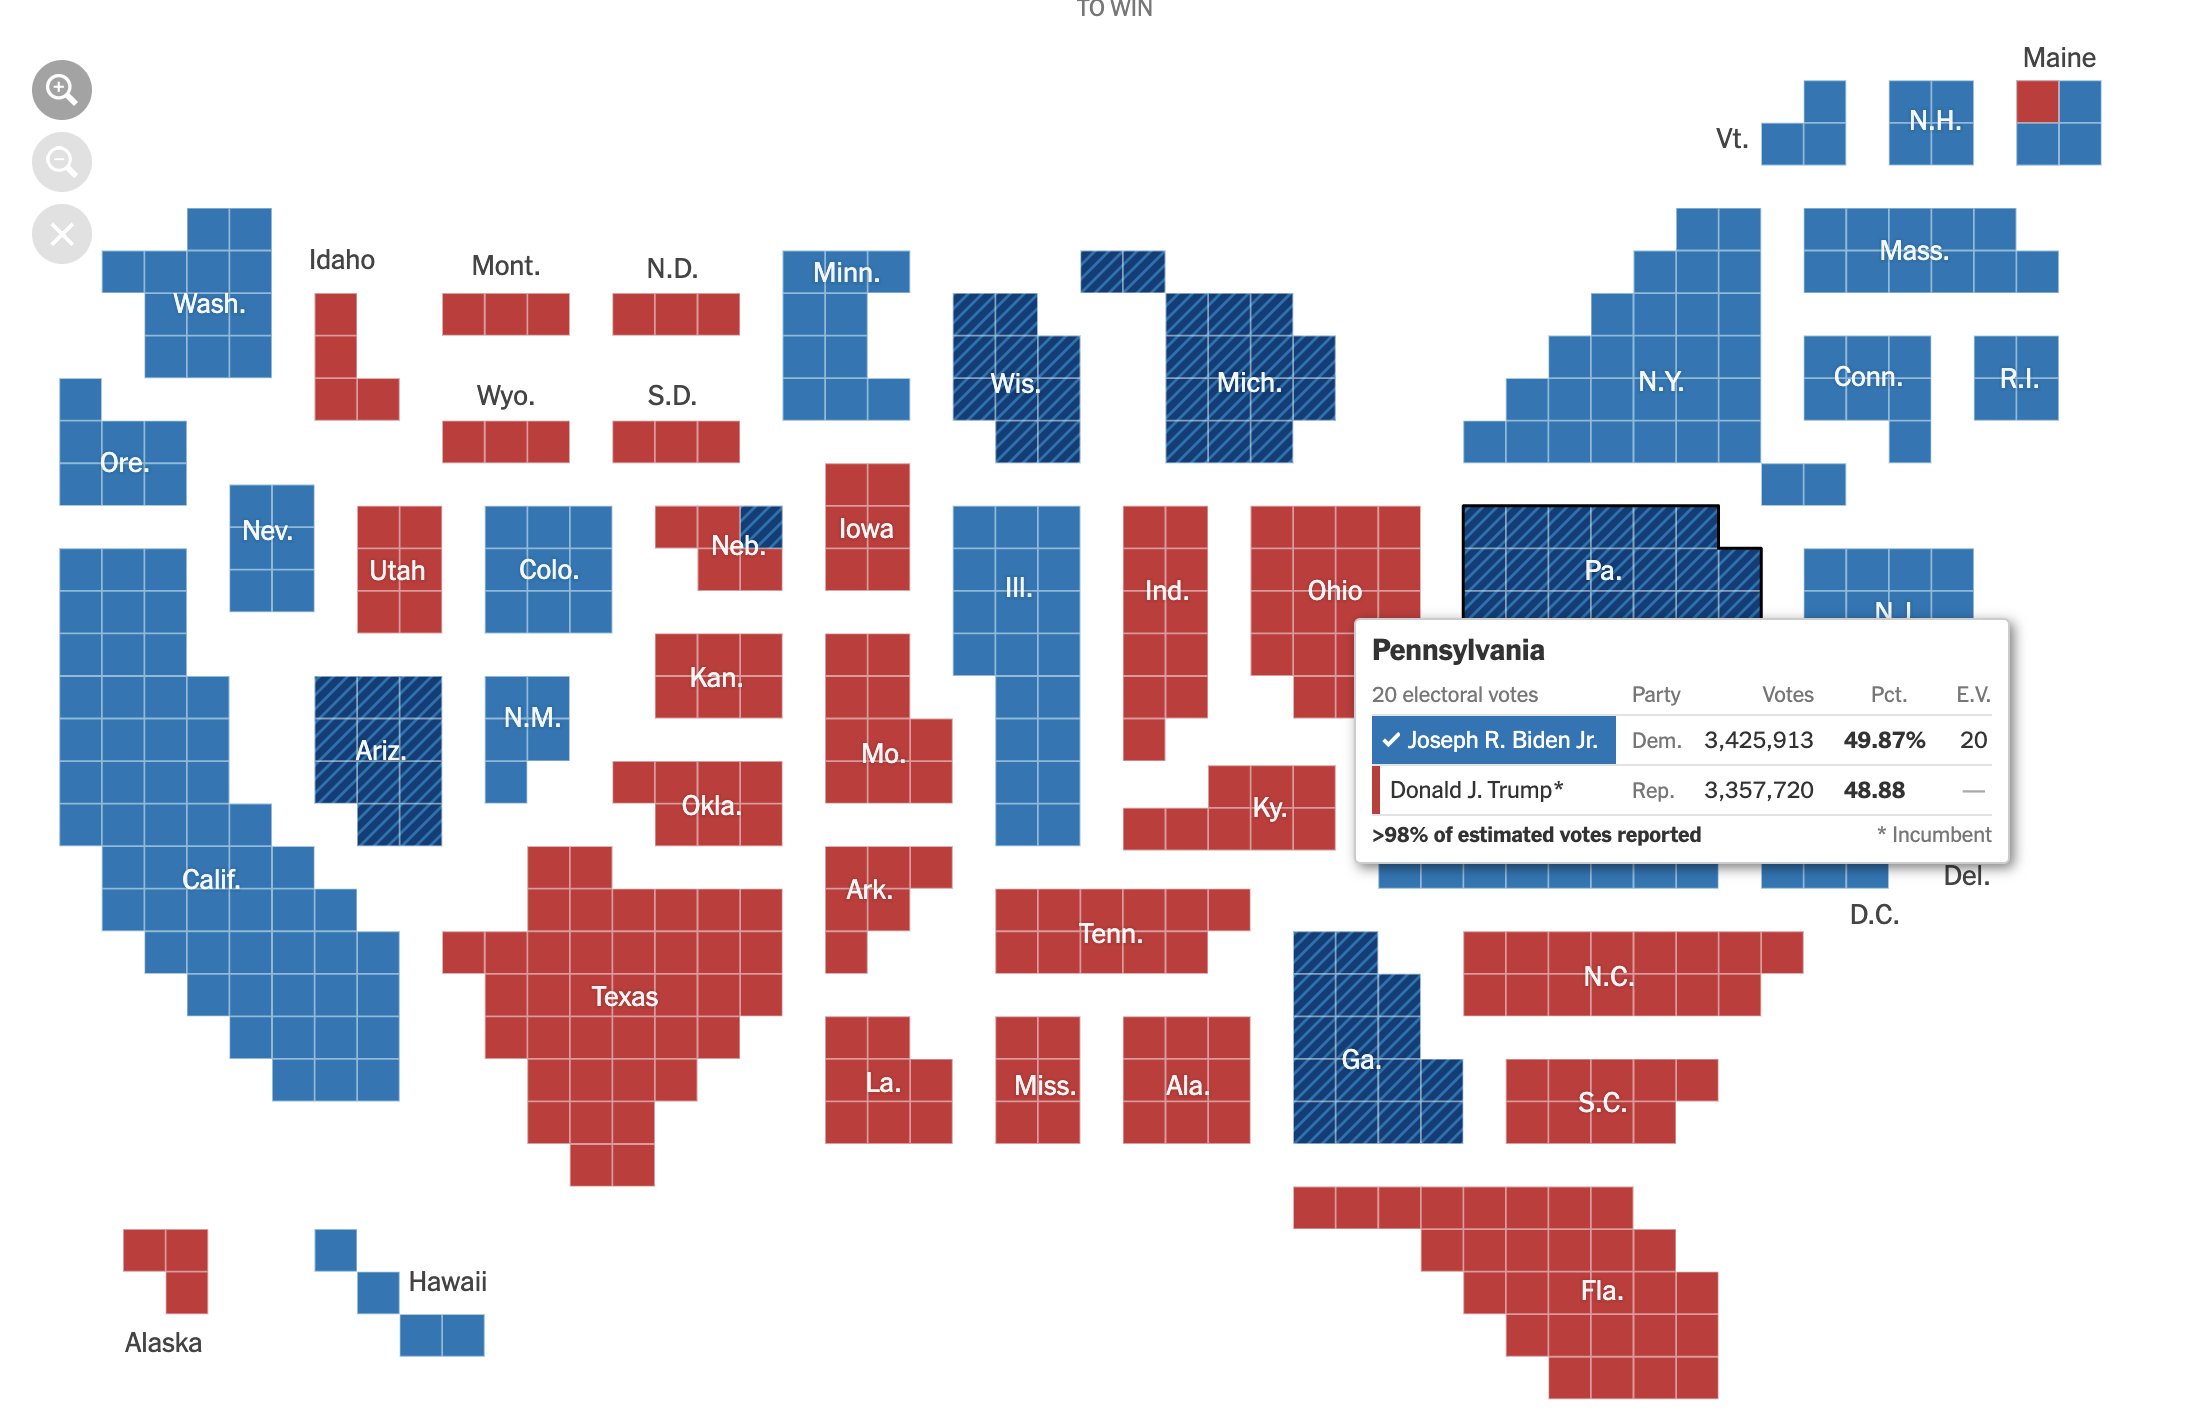 TO WIN
Maine
Vt.
N.H.
Mass.
Wash.
Idaho
Mont.
N.D.
Minn.
Wis.
Mich.
N.Y.
Conn.
R.I.
Wyo.
S.D.
Ore.
Nev.
Utah
Colo.
Neb.
Iowa
Ill.
Ind.
Ohio
Pa.
Kan.
Ariz.
N.M.
Mo.
Okla.
Ky.
Pennsylvania
20 electoral votes Party Votes Pct. E.V.
Joseph R. Biden Jr. Dem. 3,425,913 49.87% 20
Donald J. Trump* Rep. 3,357,720 48.88 —
>98% of estimated votes reported * Incumbent
Del.
D.C.
Calif.
Ark.
Tenn.
N.C.
Texas
Ga.
La.
Miss.
Ala.
S.C.
Hawaii
Alaska
Fla.